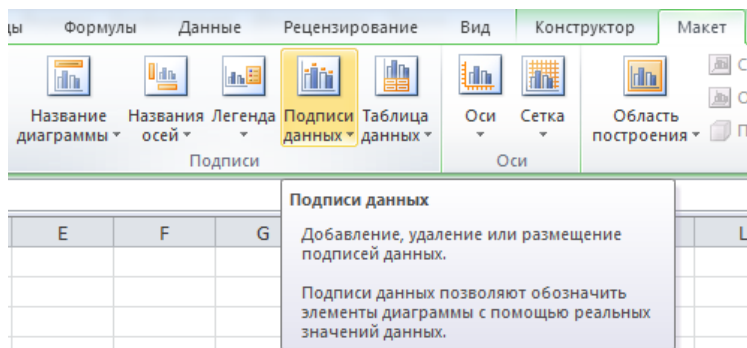 Формулы Данные Рецензирование Вид Конструктор Макет
Название диаграммы
Названия осей
Легенда
Подписи данных
Таблица данных
Оси
Сетка
Область построения
Подписи
Оси
Подписи данных
E F G
Добавление, удаление или размещение
подписей данных.
Подписи данных позволяют обозначить
элементы диаграммы с помощью реальных
значений данных.